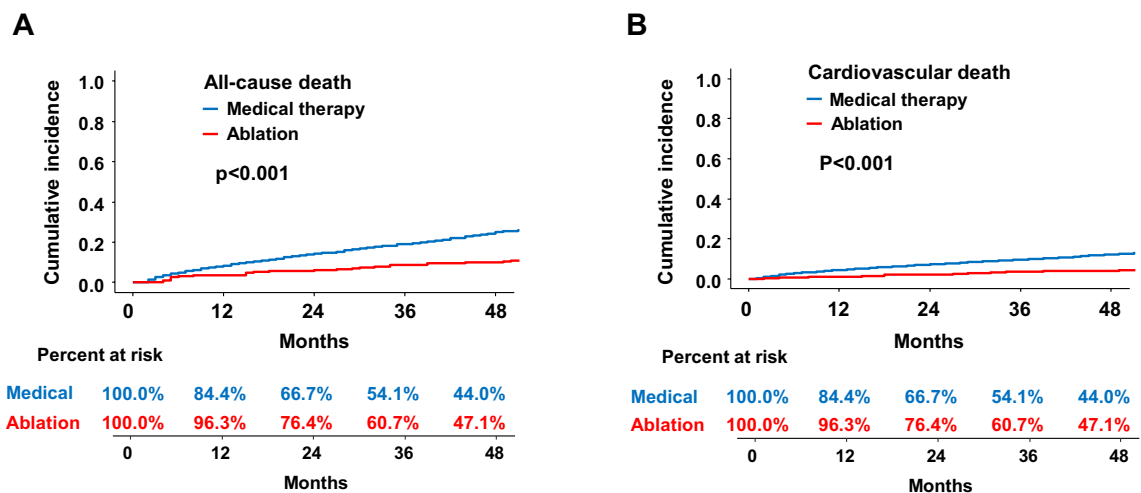 A
All-cause death
Medical therapy
Ablation
p<0.001
Cumulative incidence
1.0
0.8
0.6
0.4
0.2
0.0
0 12 24 36 48
Months
Percent at risk
Medical 100.0% 84.4% 66.7% 54.1% 44.0%
Ablation 100.0% 96.3% 76.4% 60.7% 47.1%
0 12 24 36 48
Months
B
Cardiovascular death
Medical therapy
Ablation
P<0.001
Cumulative incidence
1.0
0.8
0.6
0.4
0.2
0.0
0 12 24 36 48
Months
Percent at risk
Medical 100.0% 84.4% 66.7% 54.1% 44.0%
Ablation 100.0% 96.3% 76.4% 60.7% 47.1%
0 12 24 36 48
Months